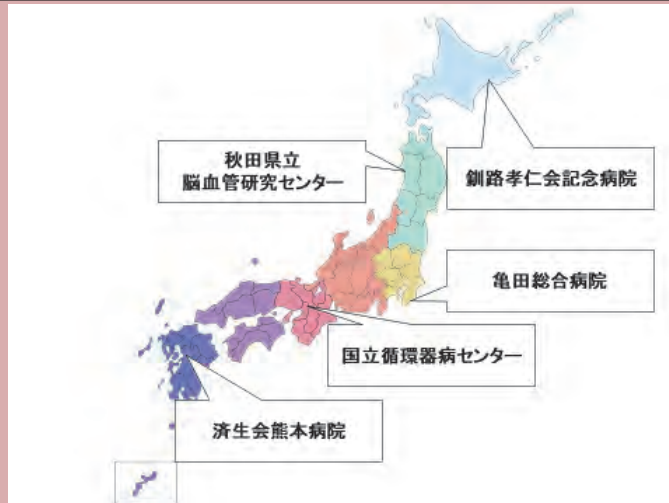 秋田県立
脳血管研究センター
釧路孝仁会記念病院
亀田総合病院
国立循環器病センター
済生会熊本病院